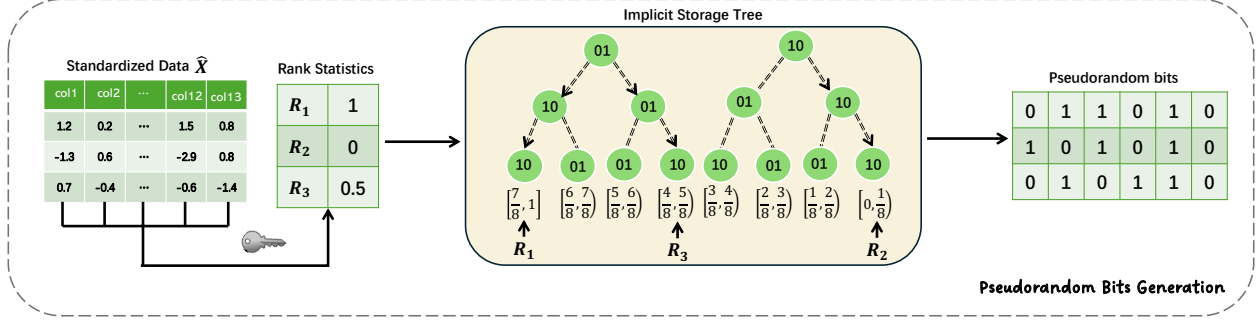 Implicit Storage Tree
Standardized Data X̂
col1 col2 ... col12 col13
1.2 0.2 ... 1.5 0.8
-1.3 0.6 ... -2.9 0.8
0.7 -0.4 ... -0.6 -1.4
Rank Statistics
R₁ 1
R₂ 0
R₃ 0.5
01 10
10 01 01 10
10 01 01 10 10 01 01 10
[7/8, 1] [6/8, 7/8) [5/8, 6/8) [4/8, 5/8) [3/8, 4/8) [2/8, 3/8) [1/8, 2/8) [0, 1/8)
R₁ R₃ R₂
Pseudorandom bits
0 1 1 0 1 0
1 0 1 0 1 0
0 1 0 1 1 0
Pseudorandom Bits Generation